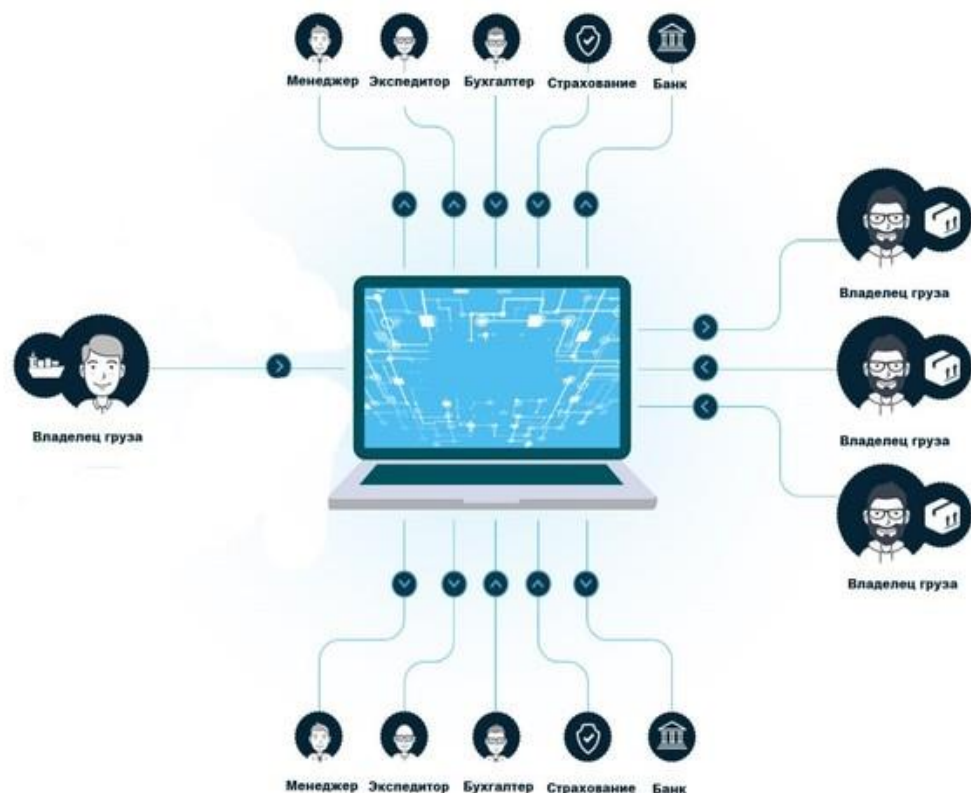 Менеджер Экспедитор Бухгалтер Страхование Банк
Владелец груза
Владелец груза
Владелец груза
Владелец груза
Менеджер Экспедитор Бухгалтер Страхование Банк